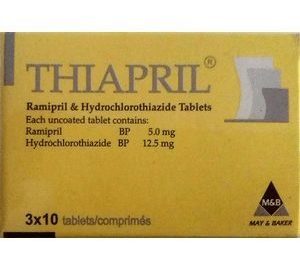 THIAPRIL®
Ramipril & Hydrochlorothiazide Tablets
Each uncoated tablet contains:
Ramipril BP 5.0 mg
Hydrochlorothiazide BP 12.5 mg
3x10 tablets/comprimés
M&B
MAY & BAKER